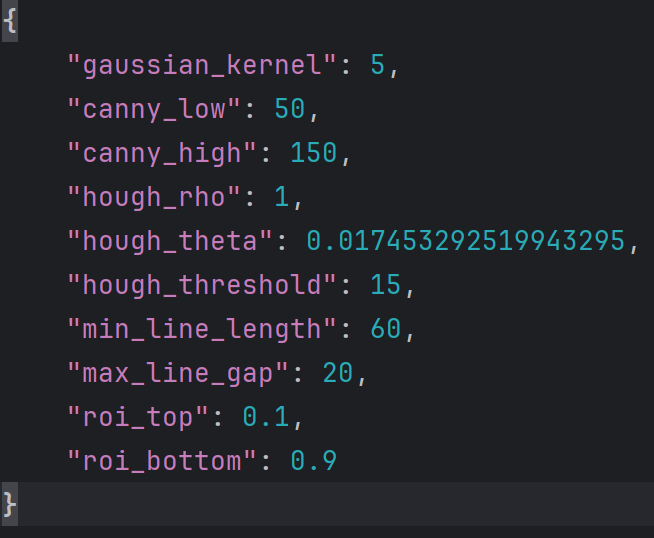 {
    "gaussian_kernel": 5,
    "canny_low": 50,
    "canny_high": 150,
    "hough_rho": 1,
    "hough_theta": 0.017453292519943295,
    "hough_threshold": 15,
    "min_line_length": 60,
    "max_line_gap": 20,
    "roi_top": 0.1,
    "roi_bottom": 0.9
}